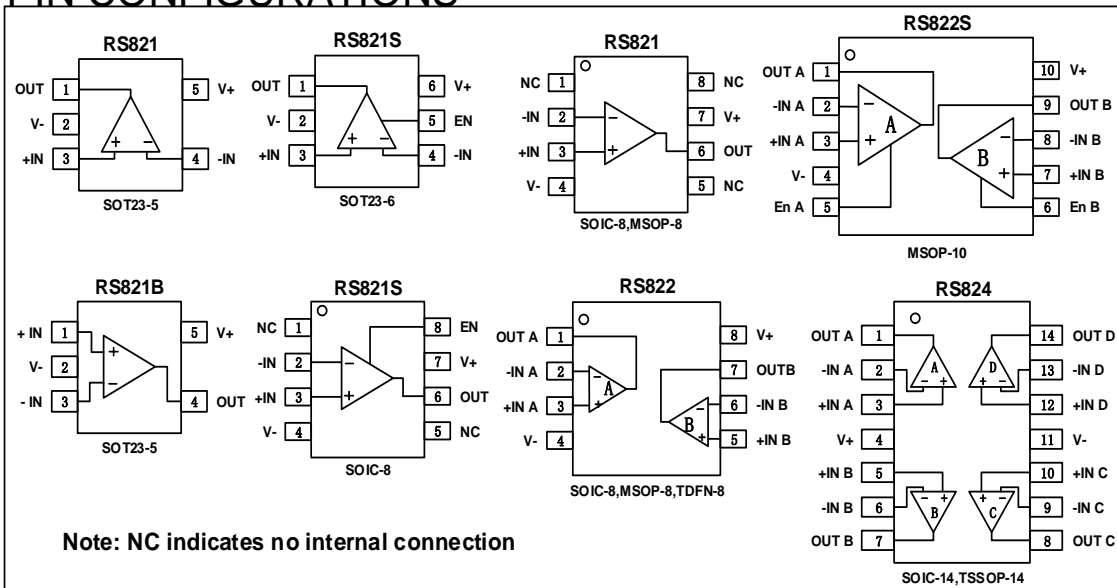 PIN CONFIGURATIONS
RS821
OUT 1 5 V+
V- 2
+IN 3 4 -IN
+ −
SOT23-5
RS821S
OUT 1 6 V+
V- 2 5 EN
+IN 3 4 -IN
+ −
SOT23-6
RS821
NC 1 8 NC
-IN 2 − 7 V+
+IN 3 + 6 OUT
V- 4 5 NC
SOIC-8,MSOP-8
RS822S
OUT A 1 10 V+
-IN A 2 − 9 OUT B
A
+IN A 3 + − 8 -IN B
B
V- 4 + 7 +IN B
En A 5 6 En B
MSOP-10
RS821B
+ IN 1 5 V+
+
V- 2
−
- IN 3 4 OUT
SOT23-5
RS821S
NC 1 8 EN
-IN 2 − 7 V+
+IN 3 + 6 OUT
V- 4 5 NC
SOIC-8
RS822
OUT A 1 8 V+
-IN A 2 − 7 OUTB
A
+IN A 3 + − 6 -IN B
B
V- 4 + 5 +IN B
SOIC-8,MSOP-8,TDFN-8
RS824
OUT A 1 14 OUT D
A D
-IN A 2 − + + − 13 -IN D
+IN A 3 12 +IN D
V+ 4 11 V-
+IN B 5 10 +IN C
-IN B 6 − + + − 9 -IN C
B C
OUT B 7 8 OUT C
SOIC-14,TSSOP-14
Note: NC indicates no internal connection